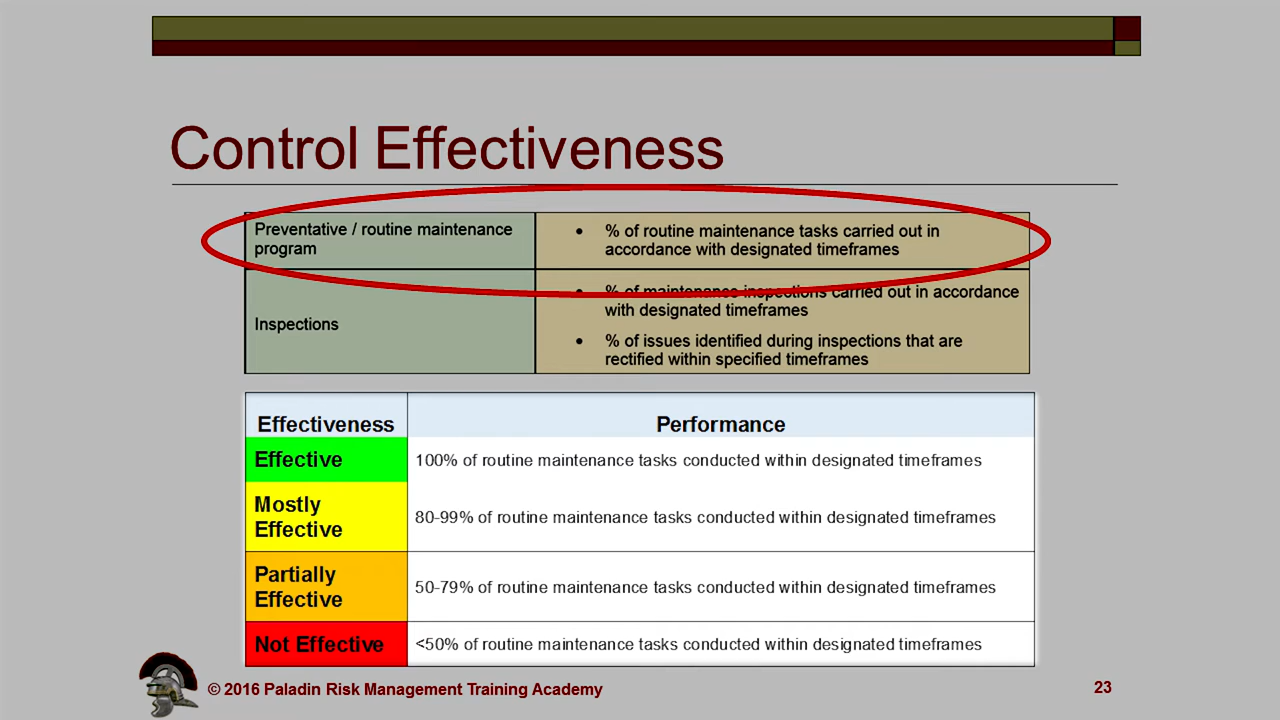 Control Effectiveness
Preventative / routine maintenance
program
• % of routine maintenance tasks carried out in
accordance with designated timeframes
Inspections
• % of maintenance inspections carried out in accordance
with designated timeframes
• % of issues identified during inspections that are
rectified within specified timeframes
Effectiveness Performance
Effective 100% of routine maintenance tasks conducted within designated timeframes
Mostly
Effective
80-99% of routine maintenance tasks conducted within designated timeframes
Partially
Effective
50-79% of routine maintenance tasks conducted within designated timeframes
Not Effective <50% of routine maintenance tasks conducted within designated timeframes
© 2016 Paladin Risk Management Training Academy
23